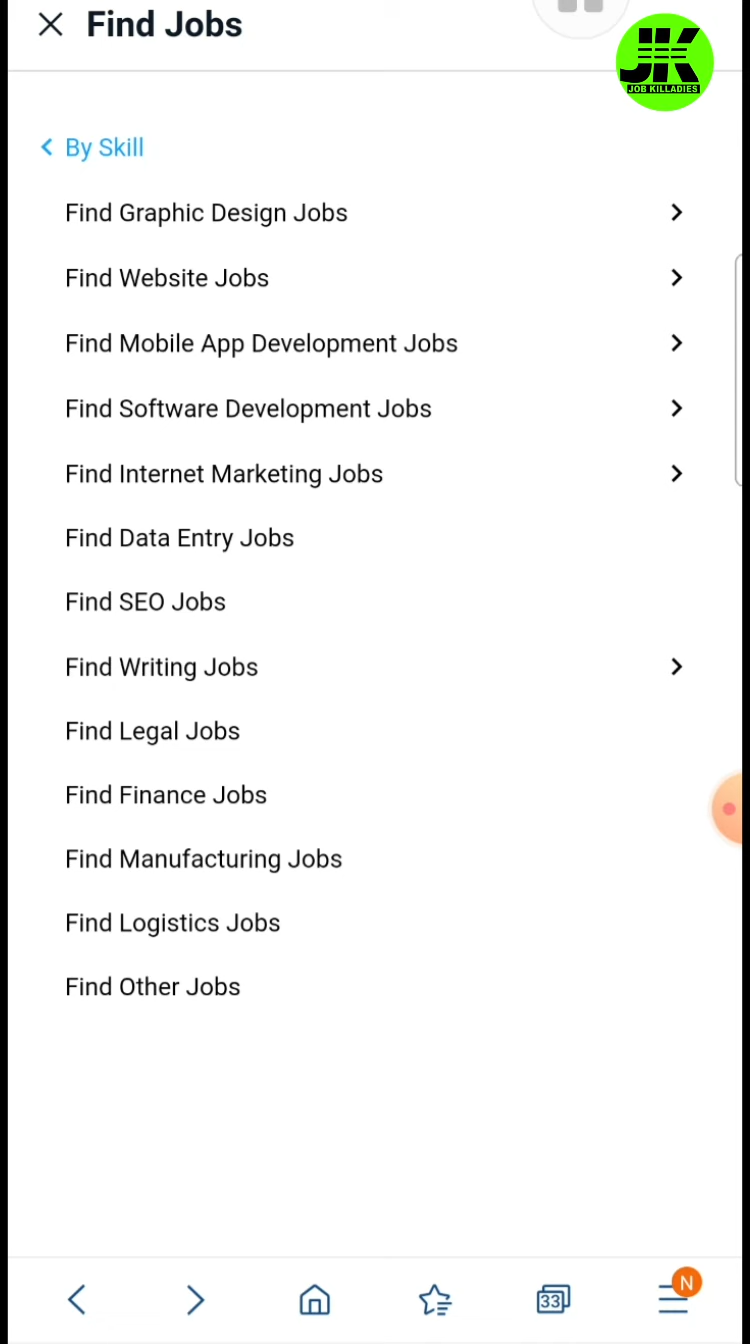 Find Jobs
JK
JOB KILLADIES
By Skill
Find Graphic Design Jobs
Find Website Jobs
Find Mobile App Development Jobs
Find Software Development Jobs
Find Internet Marketing Jobs
Find Data Entry Jobs
Find SEO Jobs
Find Writing Jobs
Find Legal Jobs
Find Finance Jobs
Find Manufacturing Jobs
Find Logistics Jobs
Find Other Jobs
33
N